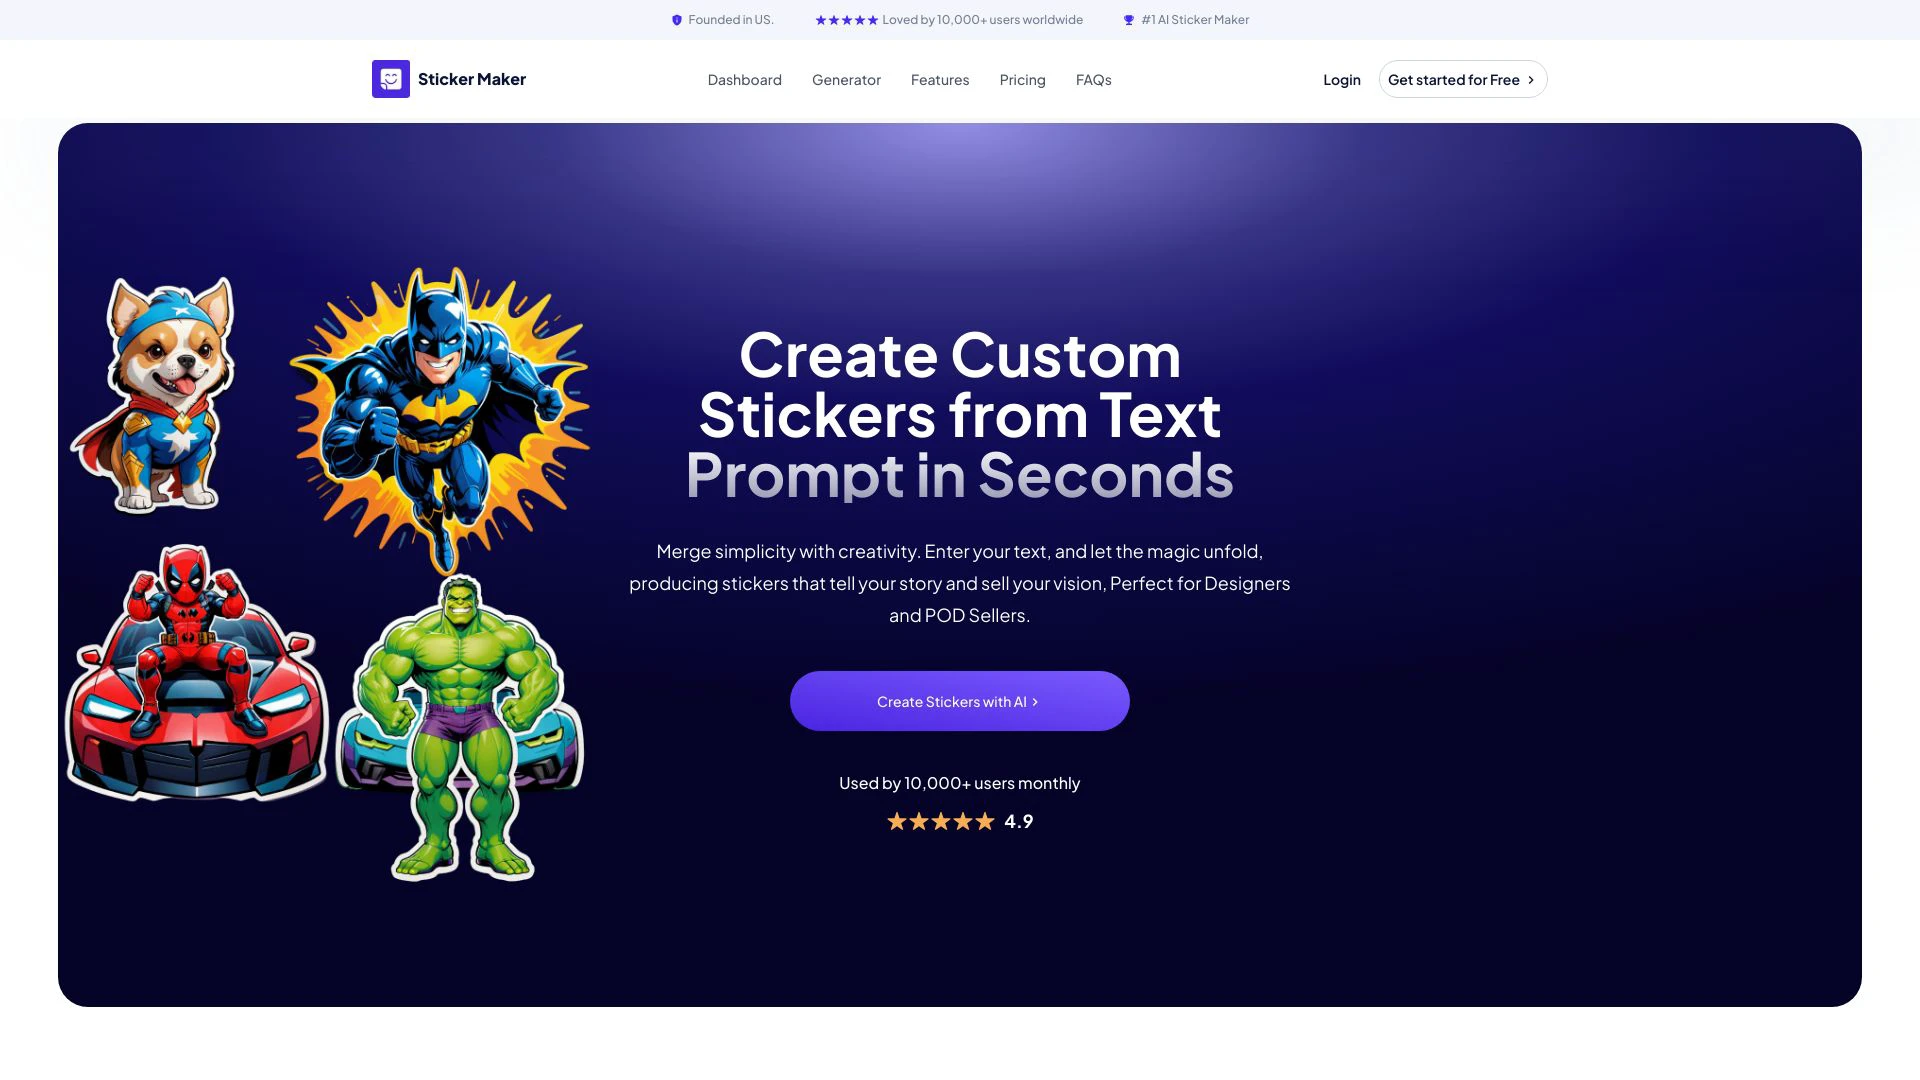 Founded in US.
Loved by 10,000+ users worldwide
#1 AI Sticker Maker
Sticker Maker
Dashboard
Generator
Features
Pricing
FAQs
Login
Get started for Free
Create Custom
Stickers from Text
Prompt in Seconds
Merge simplicity with creativity. Enter your text, and let the magic unfold,
producing stickers that tell your story and sell your vision, Perfect for Designers
and POD Sellers.
Create Stickers with AI
Used by 10,000+ users monthly
4.9